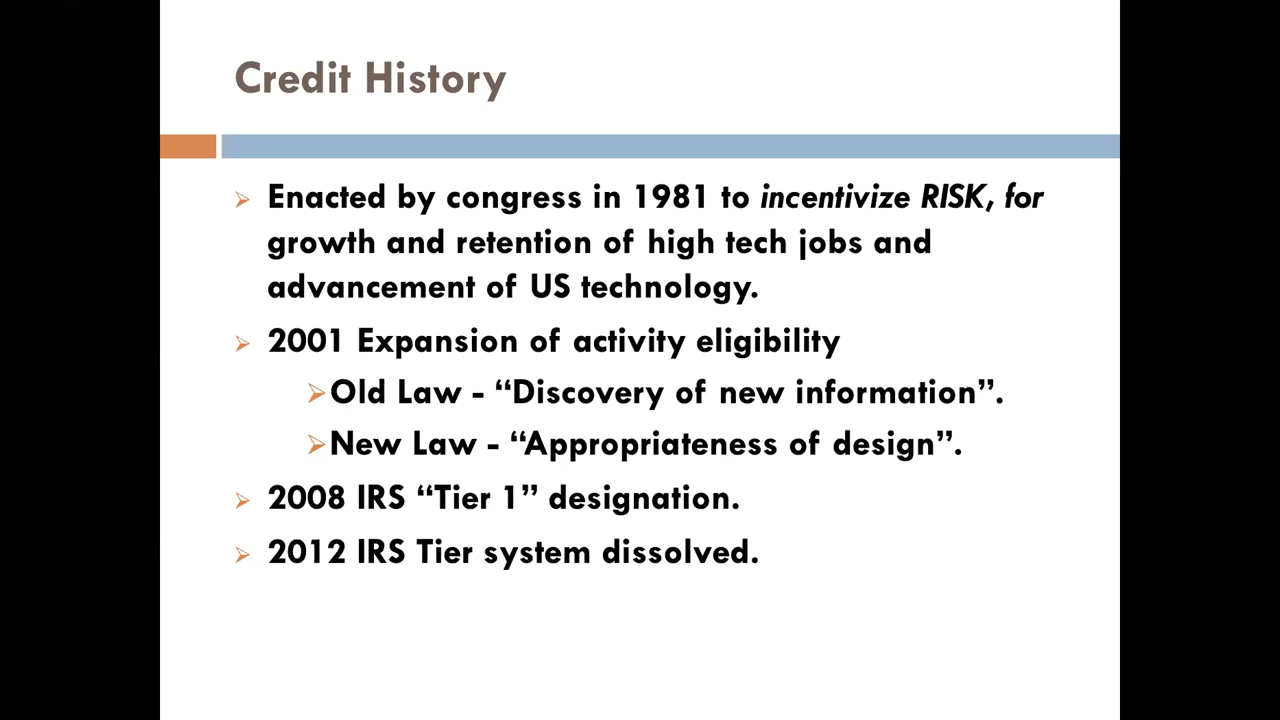 Credit History
Enacted by congress in 1981 to incentivize RISK, for
growth and retention of high tech jobs and
advancement of US technology.
2001 Expansion of activity eligibility
Old Law - “Discovery of new information”.
New Law - “Appropriateness of design”.
2008 IRS “Tier 1” designation.
2012 IRS Tier system dissolved.